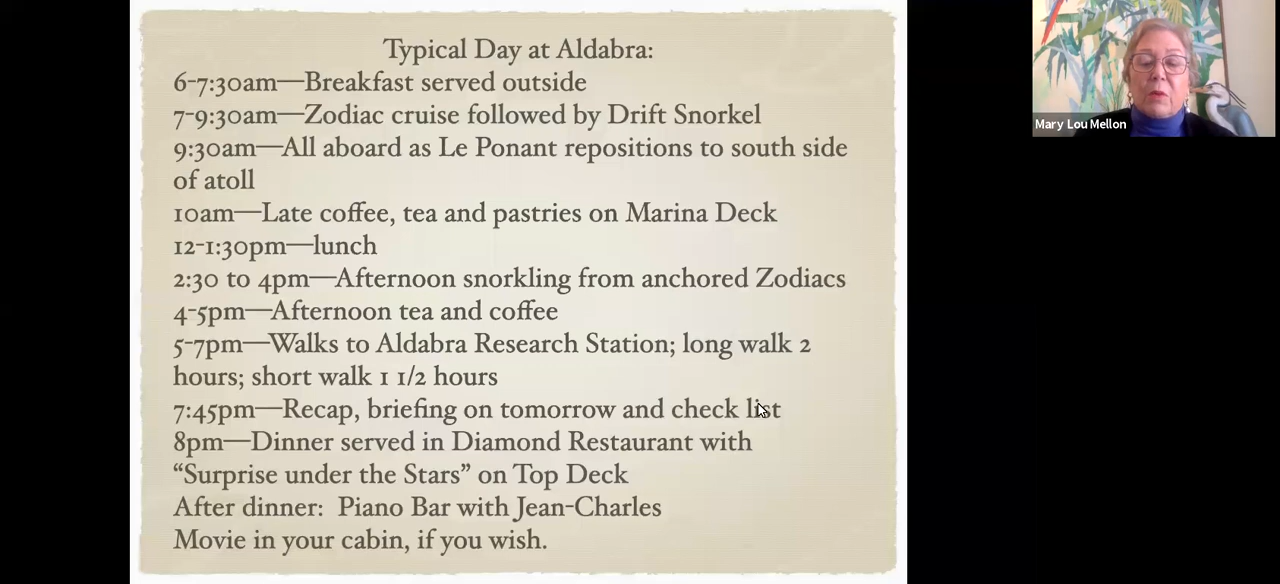 Typical Day at Aldabra:
6-7:30am—Breakfast served outside
7-9:30am—Zodiac cruise followed by Drift Snorkel
9:30am—All aboard as Le Ponant repositions to south side
of atoll
10am—Late coffee, tea and pastries on Marina Deck
12-1:30pm—lunch
2:30 to 4pm—Afternoon snorkling from anchored Zodiacs
4-5pm—Afternoon tea and coffee
5-7pm—Walks to Aldabra Research Station; long walk 2
hours; short walk 1 1/2 hours
7:45pm—Recap, briefing on tomorrow and check list
8pm—Dinner served in Diamond Restaurant with
“Surprise under the Stars” on Top Deck
After dinner:  Piano Bar with Jean-Charles
Movie in your cabin, if you wish.
Mary Lou Mellon